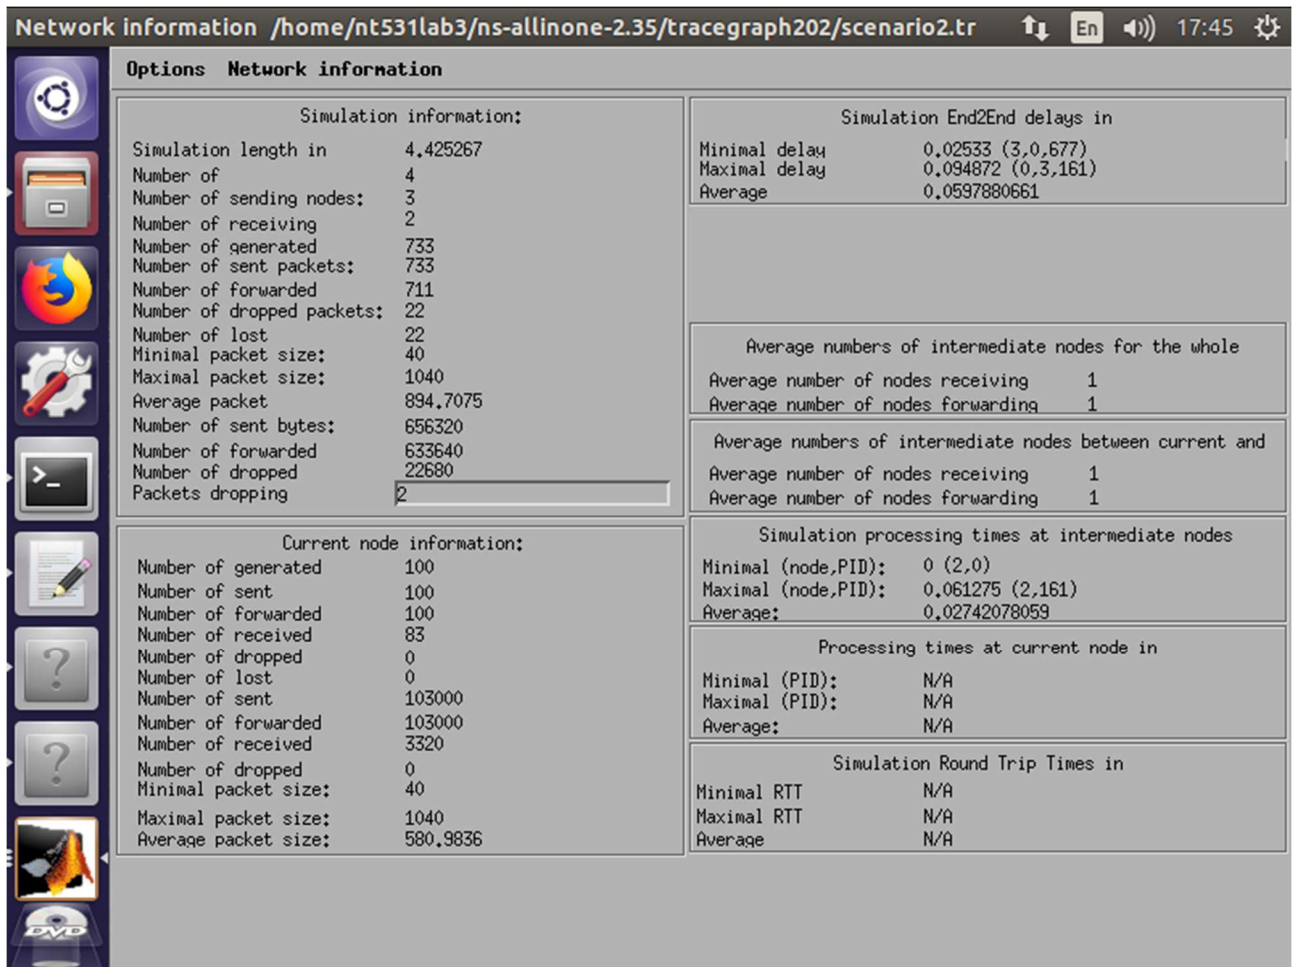 Network information /home/nt531lab3/ns-allinone-2.35/tracegraph202/scenario2.tr En 17:45
Options Network information
Simulation information:
Simulation length in 4.425267
Number of 4
Number of sending nodes: 3
Number of receiving 2
Number of generated 733
Number of sent packets: 733
Number of forwarded 711
Number of dropped packets: 22
Number of lost 22
Minimal packet size: 40
Maximal packet size: 1040
Average packet 894.7075
Number of sent bytes: 656320
Number of forwarded 633640
Number of dropped 22680
Packets dropping 2
Current node information:
Number of generated 100
Number of sent 100
Number of forwarded 100
Number of received 83
Number of dropped 0
Number of lost 0
Number of sent 103000
Number of forwarded 103000
Number of received 3320
Number of dropped 0
Minimal packet size: 40
Maximal packet size: 1040
Average packet size: 580.9836
Simulation End2End delays in
Minimal delay 0.02533 (3,0,677)
Maximal delay 0.094872 (0,3,161)
Average 0.0597880661
Average numbers of intermediate nodes for the whole
Average number of nodes receiving 1
Average number of nodes forwarding 1
Average numbers of intermediate nodes between current and
Average number of nodes receiving 1
Average number of nodes forwarding 1
Simulation processing times at intermediate nodes
Minimal (node,PID): 0 (2,0)
Maximal (node,PID): 0.061275 (2,161)
Average: 0.02742078059
Processing times at current node in
Minimal (PID): N/A
Maximal (PID): N/A
Average: N/A
Simulation Round Trip Times in
Minimal RTT N/A
Maximal RTT N/A
Average N/A
>_
?
?
DVD